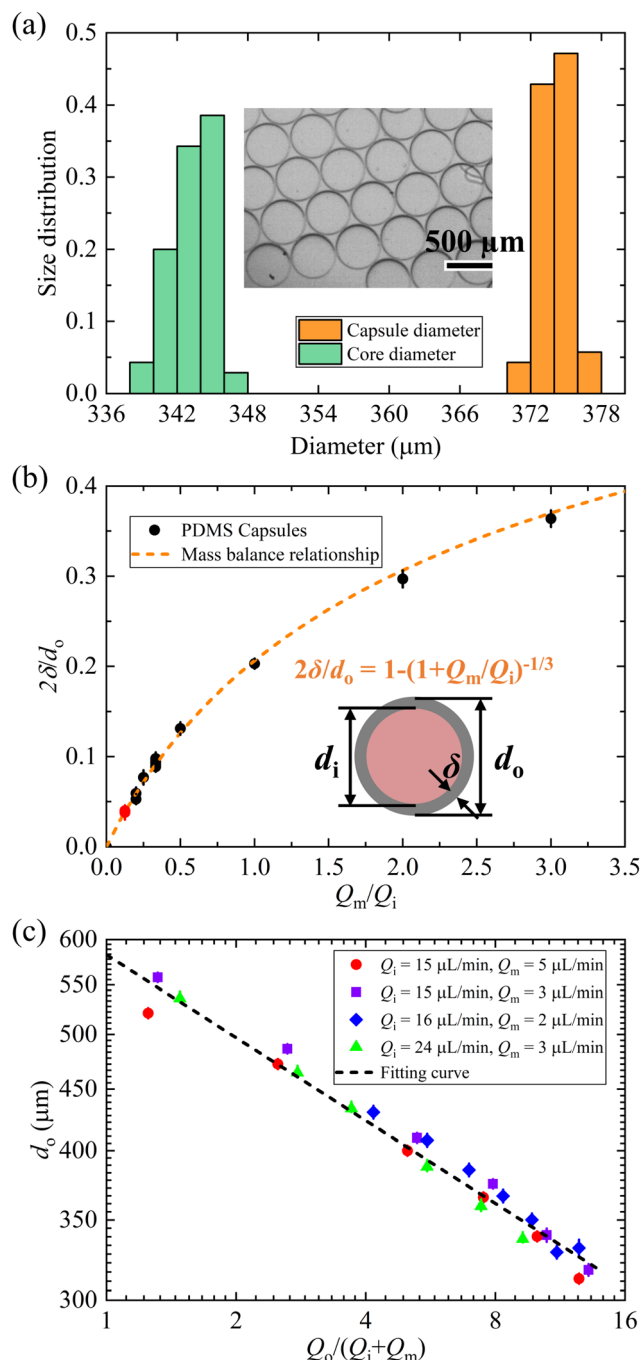 (a)
0.5
0.4
0.3
0.2
0.1
0.0
Size distribution
500 μm
Capsule diameter
Core diameter
336 342 348 354 360 366 372 378
Diameter (μm)
(b)
0.4
0.3
0.2
0.1
0.0
2δ/dₒ
PDMS Capsules
Mass balance relationship
2δ/dₒ = 1-(1+Qₘ/Qᵢ)⁻¹/³
dᵢ δ dₒ
0.0 0.5 1.0 1.5 2.0 2.5 3.0 3.5
Qₘ/Qᵢ
(c)
600
550
500
450
400
350
300
dₒ (μm)
Qᵢ = 15 μL/min, Qₘ = 5 μL/min
Qᵢ = 15 μL/min, Qₘ = 3 μL/min
Qᵢ = 16 μL/min, Qₘ = 2 μL/min
Qᵢ = 24 μL/min, Qₘ = 3 μL/min
Fitting curve
1 2 4 8 16
Qₒ/(Qᵢ+Qₘ)